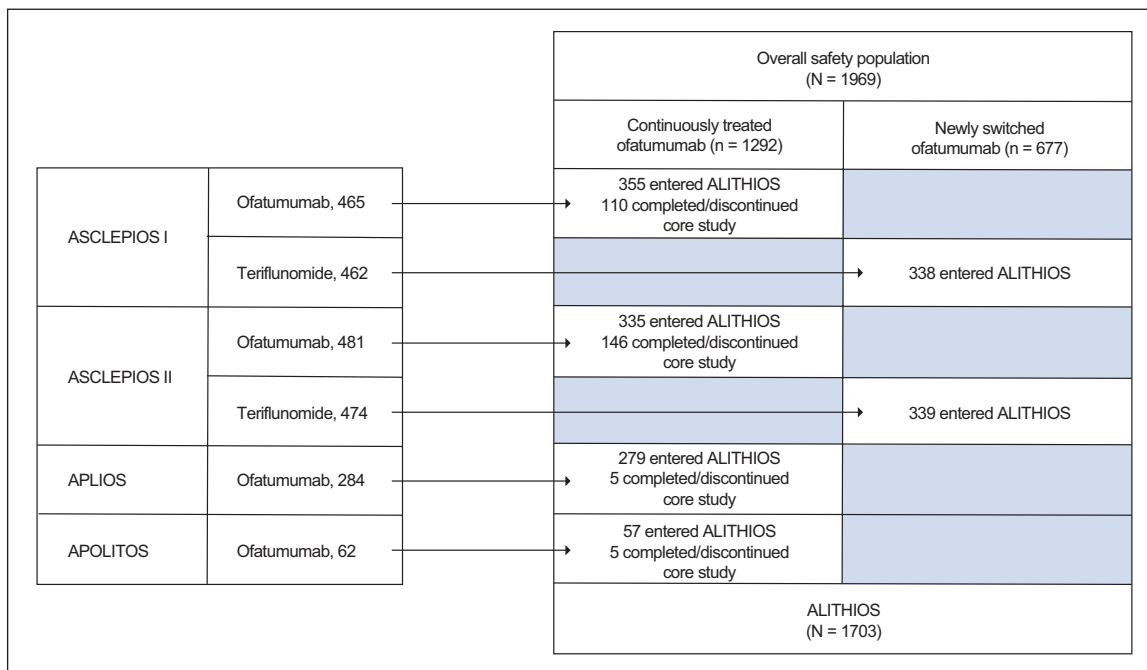 Overall safety population
(N = 1969)
Continuously treated
ofatumumab (n = 1292)
Newly switched
ofatumumab (n = 677)
ASCLEPIOS I
Ofatumumab, 465
355 entered ALITHIOS
110 completed/discontinued
core study
Teriflunomide, 462
338 entered ALITHIOS
ASCLEPIOS II
Ofatumumab, 481
335 entered ALITHIOS
146 completed/discontinued
core study
Teriflunomide, 474
339 entered ALITHIOS
APLIOS
Ofatumumab, 284
279 entered ALITHIOS
5 completed/discontinued
core study
APOLITOS
Ofatumumab, 62
57 entered ALITHIOS
5 completed/discontinued
core study
ALITHIOS
(N = 1703)